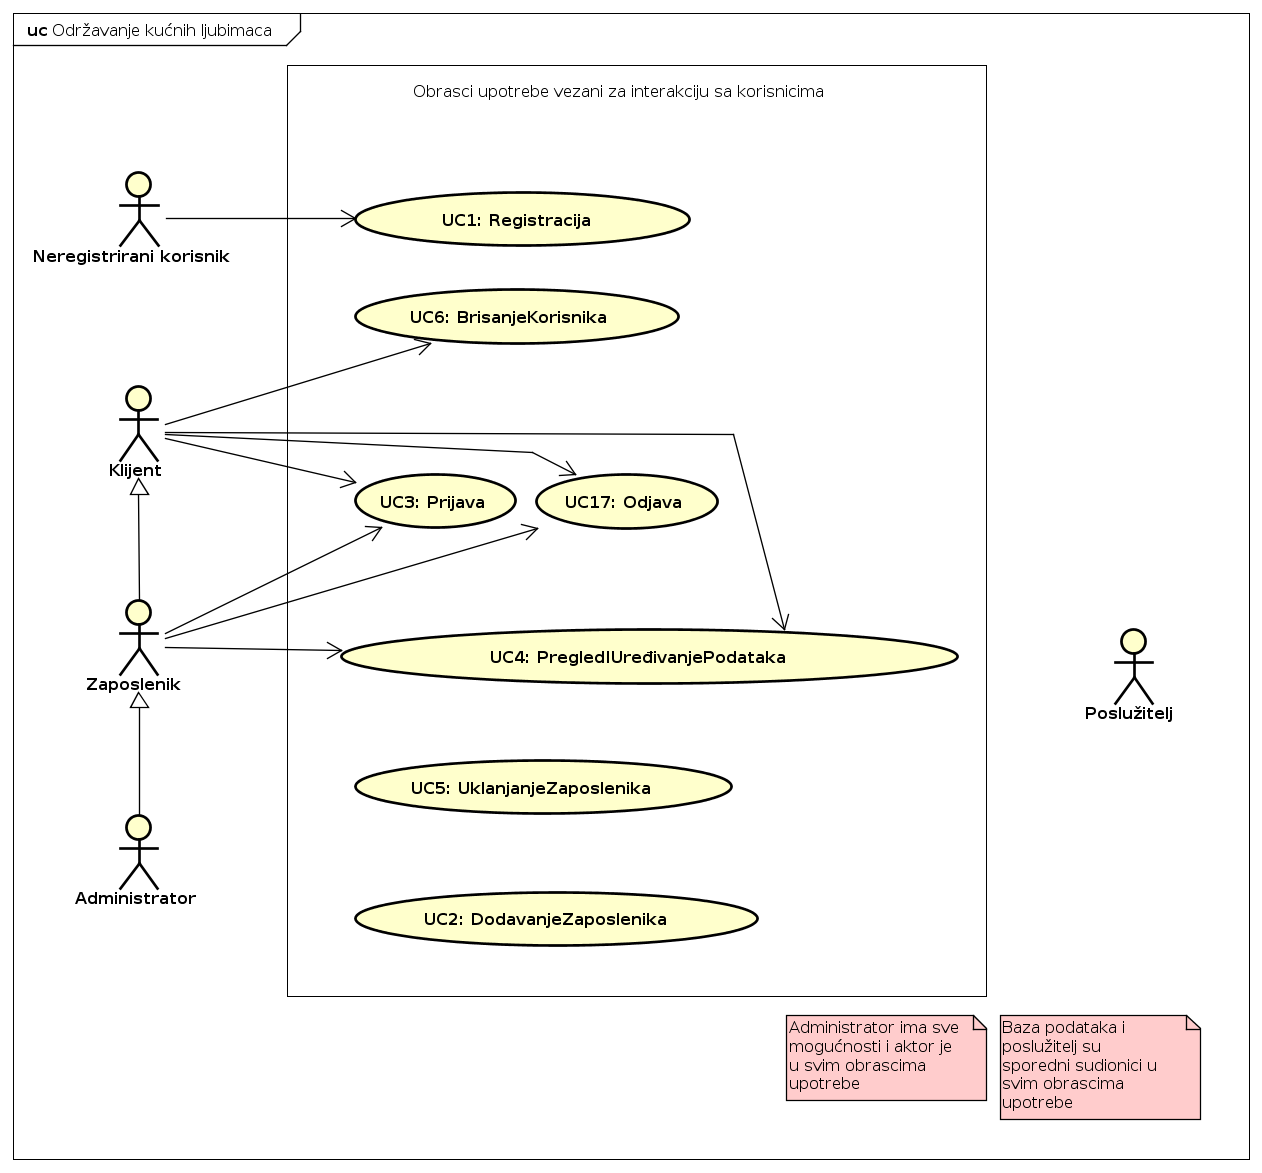 uc Održavanje kućnih ljubimaca
Obrasci upotrebe vezani za interakciju sa korisnicima
UC1: Registracija
Neregistrirani korisnik
UC6: BrisanjeKorisnika
Klijent
UC3: Prijava
UC17: Odjava
UC4: PregledIUređivanjePodataka
Zaposlenik
Poslužitelj
UC5: UklanjanjeZaposlenika
Administrator
UC2: DodavanjeZaposlenika
Administrator ima sve
mogućnosti i aktor je
u svim obrascima
upotrebe
Baza podataka i
poslužitelj su
sporedni sudionici u
svim obrascima
upotrebe